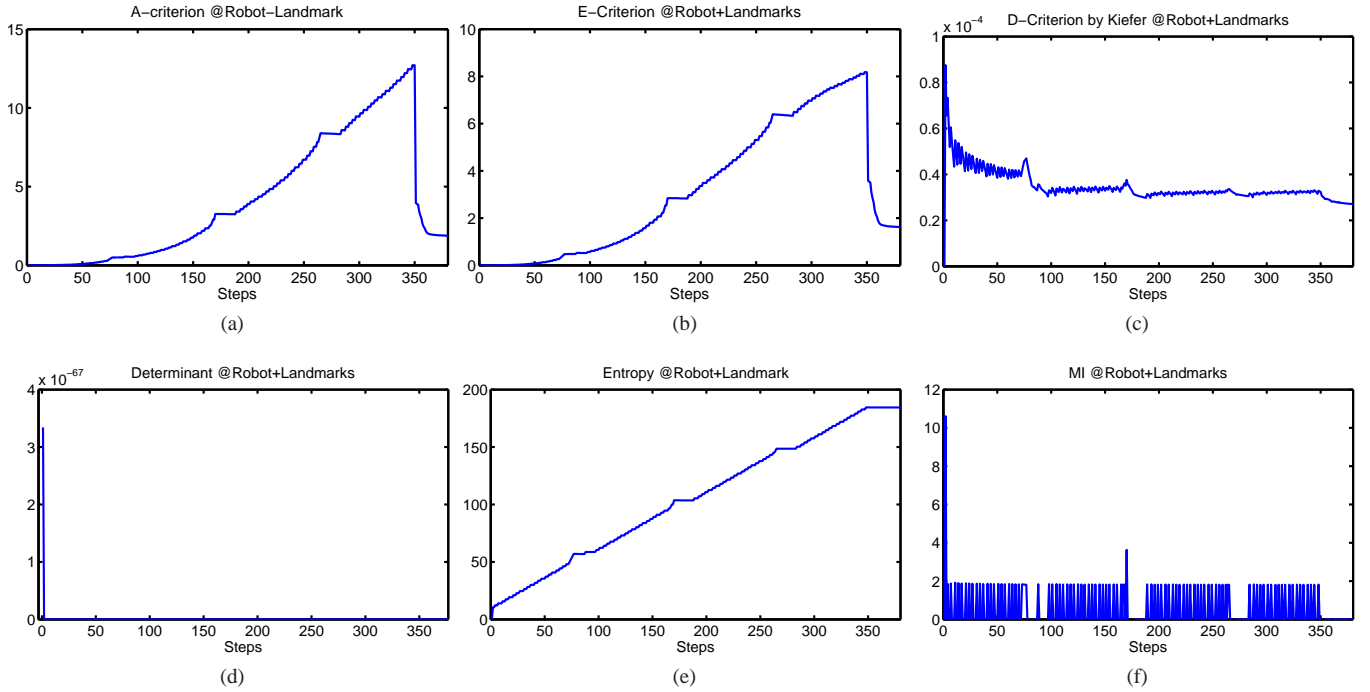 A−criterion @Robot−Landmark
15
10
5
0
0 50 100 150 200 250 300 350
Steps
(a)
E−Criterion @Robot+Landmarks
10
8
6
4
2
0
0 50 100 150 200 250 300 350
Steps
(b)
D−Criterion by Kiefer @Robot+Landmarks
x 10−4
1
0.8
0.6
0.4
0.2
0
0 50 100 150 200 250 300 350
Steps
(c)
Determinant @Robot+Landmarks
x 10−67
4
3
2
1
0
0 50 100 150 200 250 300 350
Steps
(d)
Entropy @Robot+Landmark
200
150
100
50
0
0 50 100 150 200 250 300 350
Steps
(e)
MI @Robot+Landmarks
12
10
8
6
4
2
0
0 50 100 150 200 250 300 350
Steps
(f)